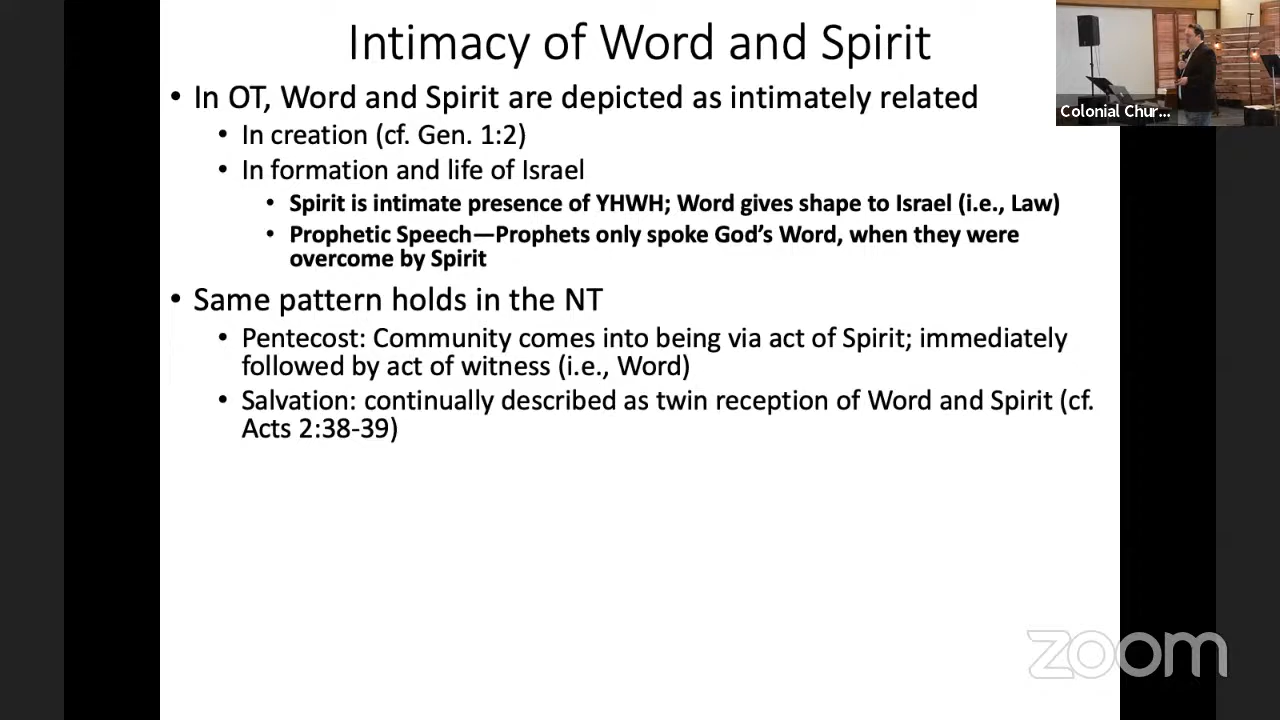 Intimacy of Word and Spirit
• In OT, Word and Spirit are depicted as intimately related
• In creation (cf. Gen. 1:2)
• In formation and life of Israel
• Spirit is intimate presence of YHWH; Word gives shape to Israel (i.e., Law)
• Prophetic Speech—Prophets only spoke God’s Word, when they were
overcome by Spirit
• Same pattern holds in the NT
• Pentecost: Community comes into being via act of Spirit; immediately
followed by act of witness (i.e., Word)
• Salvation: continually described as twin reception of Word and Spirit (cf.
Acts 2:38-39)
Colonial Chur...
zoom